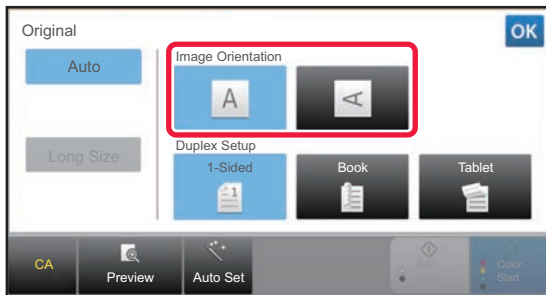 Original
OK
Auto
Image Orientation
A
A
Long Size
Duplex Setup
1-Sided
1
Book
Tablet
CA
Preview
Auto Set
B/W
Start
Color
Start